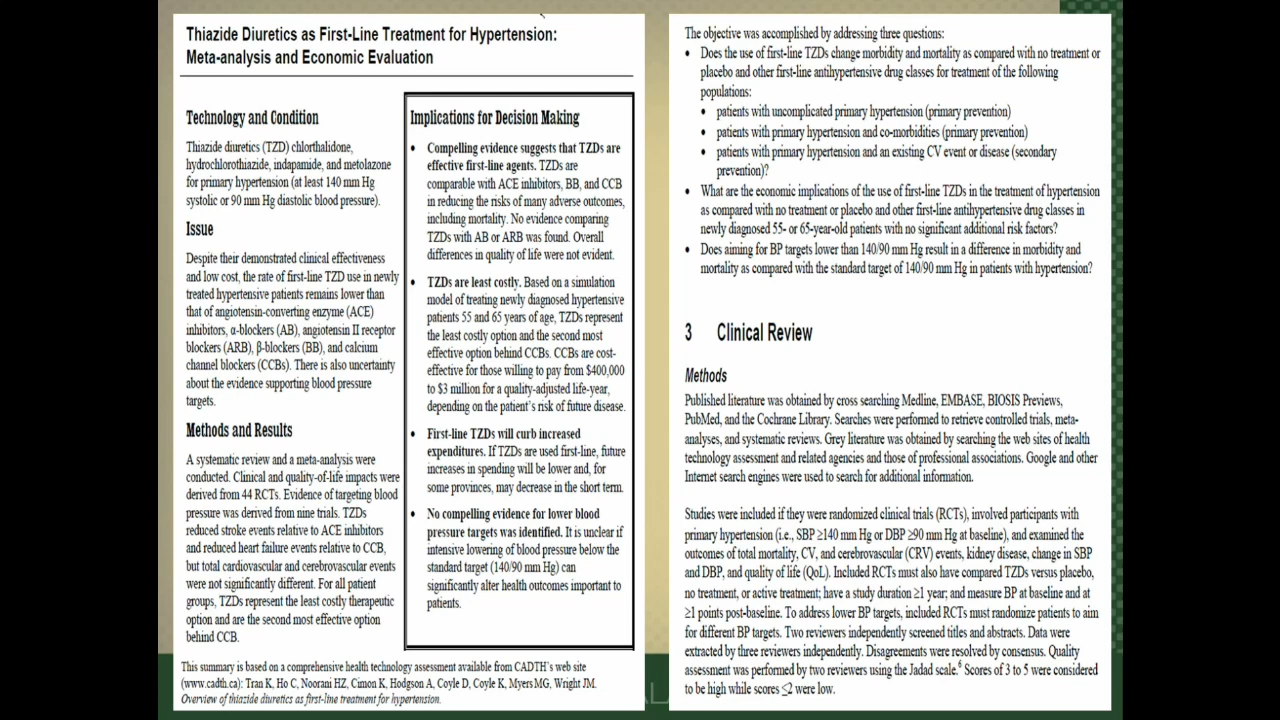 Thiazide Diuretics as First-Line Treatment for Hypertension:
Meta-analysis and Economic Evaluation
Technology and Condition
Thiazide diuretics (TZD) chlorthalidone,
hydrochlorothiazide, indapamide, and metolazone
for primary hypertension (at least 140 mm Hg
systolic or 90 mm Hg diastolic blood pressure).
Issue
Despite their demonstrated clinical effectiveness
and low cost, the rate of first-line TZD use in newly
treated hypertensive patients remains lower than
that of angiotensin-converting enzyme (ACE)
inhibitors, α-blockers (AB), angiotensin II receptor
blockers (ARB), β-blockers (BB), and calcium
channel blockers (CCBs). There is also uncertainty
about the evidence supporting blood pressure
targets.
Methods and Results
A systematic review and a meta-analysis were
conducted. Clinical and quality-of-life impacts were
derived from 44 RCTs. Evidence of targeting blood
pressure was derived from nine trials. TZDs
reduced stroke events relative to ACE inhibitors
and reduced heart failure events relative to CCB,
but total cardiovascular and cerebrovascular events
were not significantly different. For all patient
groups, TZDs represent the least costly therapeutic
option and are the second most effective option
behind CCB.
Implications for Decision Making
• Compelling evidence suggests that TZDs are
effective first-line agents. TZDs are
comparable with ACE inhibitors, BB, and CCB
in reducing the risks of many adverse outcomes,
including mortality. No evidence comparing
TZDs with AB or ARB was found. Overall
differences in quality of life were not evident.
• TZDs are least costly. Based on a simulation
model of treating newly diagnosed hypertensive
patients 55 and 65 years of age, TZDs represent
the least costly option and the second most
effective option behind CCBs. CCBs are cost-
effective for those willing to pay from $400,000
to $3 million for a quality-adjusted life-year,
depending on the patient's risk of future disease.
• First-line TZDs will curb increased
expenditures. If TZDs are used first-line, future
increases in spending will be lower and, for
some provinces, may decrease in the short term.
• No compelling evidence for lower blood
pressure targets was identified. It is unclear if
intensive lowering of blood pressure below the
standard target (140/90 mm Hg) can
significantly alter health outcomes important to
patients.
This summary is based on a comprehensive health technology assessment available from CADTH's web site
(www.cadth.ca): Tran K, Ho C, Noorani HZ, Cimon K, Hodgson A, Coyle D, Coyle K, Myers MG, Wright JM.
Overview of thiazide diuretics as first-line treatment for hypertension.
The objective was accomplished by addressing three questions:
• Does the use of first-line TZDs change morbidity and mortality as compared with no treatment or
placebo and other first-line antihypertensive drug classes for treatment of the following
populations:
• patients with uncomplicated primary hypertension (primary prevention)
• patients with primary hypertension and co-morbidities (primary prevention)
• patients with primary hypertension and an existing CV event or disease (secondary
prevention)?
• What are the economic implications of the use of first-line TZDs in the treatment of hypertension
as compared with no treatment or placebo and other first-line antihypertensive drug classes in
newly diagnosed 55- or 65-year-old patients with no significant additional risk factors?
• Does aiming for BP targets lower than 140/90 mm Hg result in a difference in morbidity and
mortality as compared with the standard target of 140/90 mm Hg in patients with hypertension?
3 Clinical Review
Methods
Published literature was obtained by cross searching Medline, EMBASE, BIOSIS Previews,
PubMed, and the Cochrane Library. Searches were performed to retrieve controlled trials, meta-
analyses, and systematic reviews. Grey literature was obtained by searching the web sites of health
technology assessment and related agencies and those of professional associations. Google and other
Internet search engines were used to search for additional information.
Studies were included if they were randomized clinical trials (RCTs), involved participants with
primary hypertension (i.e., SBP ≥140 mm Hg or DBP ≥90 mm Hg at baseline), and examined the
outcomes of total mortality, CV, and cerebrovascular (CRV) events, kidney disease, change in SBP
and DBP, and quality of life (QoL). Included RCTs must also have compared TZDs versus placebo,
no treatment, or active treatment; have a study duration ≥1 year; and measure BP at baseline and at
≥1 points post-baseline. To address lower BP targets, included RCTs must randomize patients to aim
for different BP targets. Two reviewers independently screened titles and abstracts. Data were
extracted by three reviewers independently. Disagreements were resolved by consensus. Quality
assessment was performed by two reviewers using the Jadad scale.⁶ Scores of 3 to 5 were considered
to be high while scores ≤2 were low.